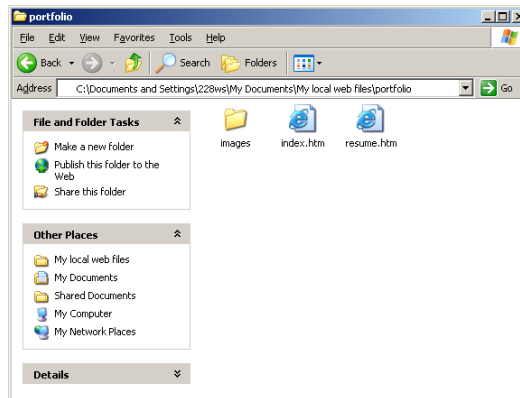 portfolio
File Edit View Favorites Tools Help
Back Search Folders
Address C:\Documents and Settings\228ws\My Documents\My local web files\portfolio Go
File and Folder Tasks
Make a new folder
Publish this folder to the
Web
Share this folder
Other Places
My local web files
My Documents
Shared Documents
My Computer
My Network Places
Details
images index.htm resume.htm